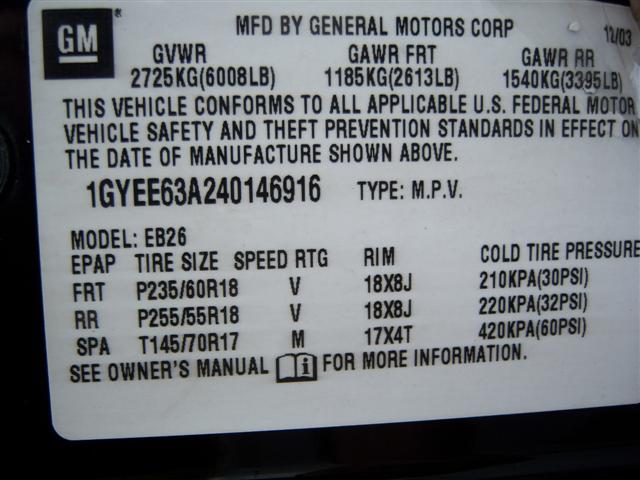 GM ® MFD BY GENERAL MOTORS CORP 12/03
GVWR GAWR FRT GAWR RR
2725KG(6008LB) 1185KG(2613LB) 1540KG(3395LB)
THIS VEHICLE CONFORMS TO ALL APPLICABLE U.S. FEDERAL MOTOR
VEHICLE SAFETY AND THEFT PREVENTION STANDARDS IN EFFECT ON
THE DATE OF MANUFACTURE SHOWN ABOVE.
1GYEE63A240146916 TYPE: M.P.V.
MODEL: EB26
EPAP TIRE SIZE SPEED RTG RIM COLD TIRE PRESSURE
FRT P235/60R18 V 18X8J 210KPA(30PSI)
RR P255/55R18 V 18X8J 220KPA(32PSI)
SPA T145/70R17 M 17X4T 420KPA(60PSI)
SEE OWNER'S MANUAL FOR MORE INFORMATION.